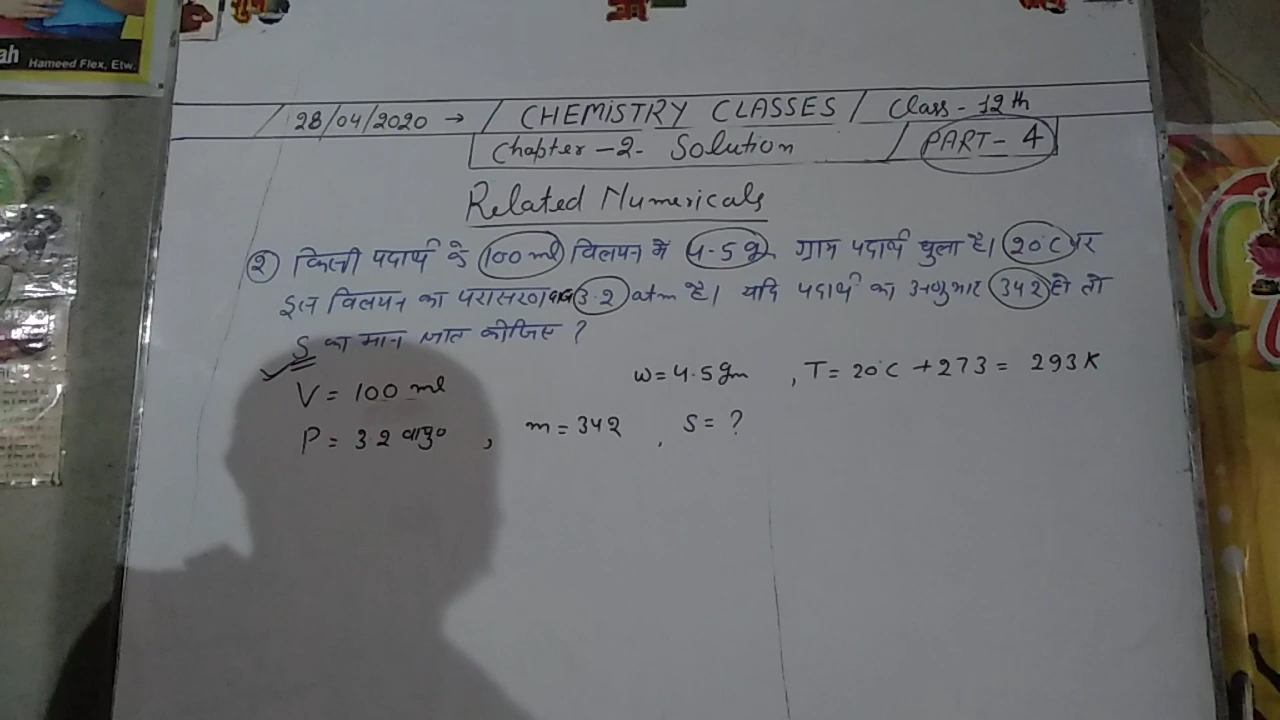 ah Hameed Flex, Etw.
28/04/2020 → / CHEMISTRY CLASSES / Class - 12th
Chapter - 2 - Solution / PART - 4
Related Numericals
(2) किसी पदार्थ के 100 ml विलयन में 4.5 g ग्राम पदार्थ घुला है। 20°C पर
इस विलयन का परासरण दाब 3.2 atm है। यदि पदार्थ का अणुभार 342 हो तो
S का मान ज्ञात कीजिए ?
V = 100 ml
w = 4.5 gm , T = 20°C + 273 = 293 K
P = 3.2 वायु० , m = 342 , S = ?